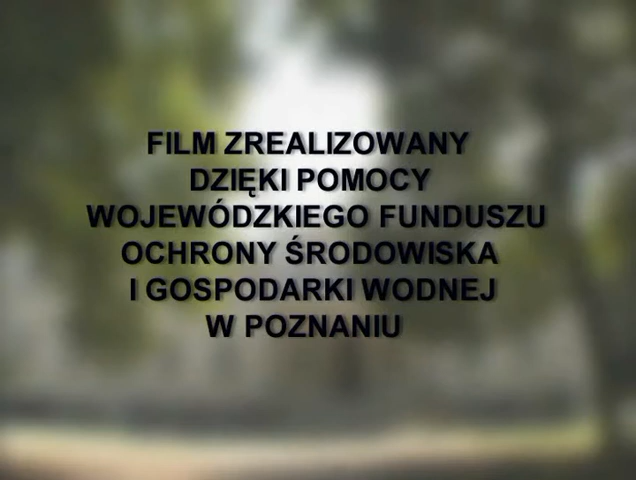 FILM ZREALIZOWANY
DZIĘKI POMOCY
WOJEWÓDZKIEGO FUNDUSZU
OCHRONY ŚRODOWISKA
I GOSPODARKI WODNEJ
W POZNANIU